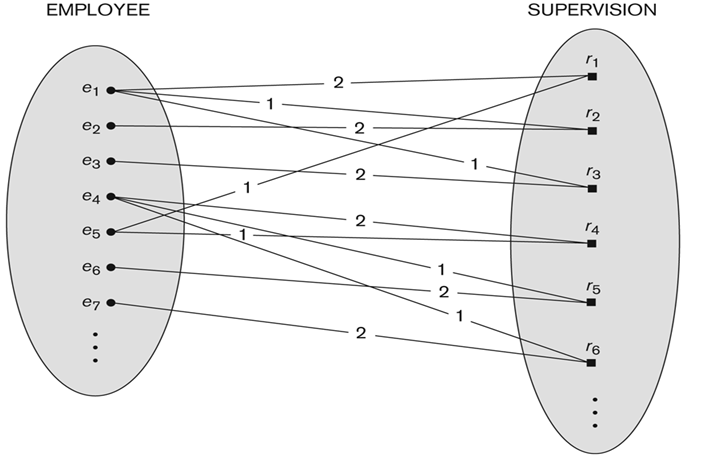 EMPLOYEE
SUPERVISION
e1
e2
e3
e4
e5
e6
e7
2
1
2
1
2
1
2
1
1
2
1
2
r1
r2
r3
r4
r5
r6